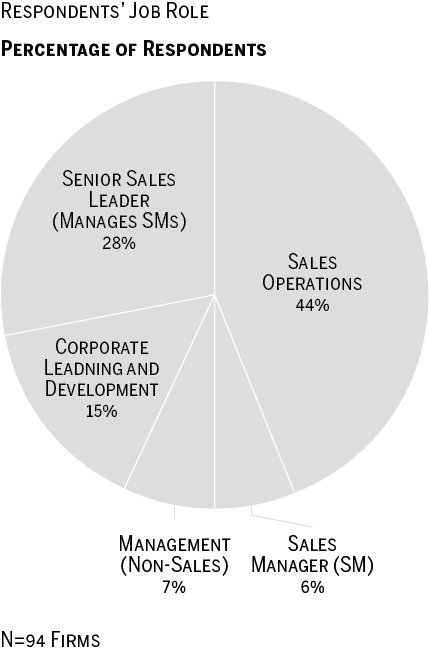 Respondents' Job Role
Percentage of Respondents
Senior Sales
Leader
(Manages SMs)
28%
Sales
Operations
44%
Corporate
Leadning and
Development
15%
Management
(Non-Sales)
7%
Sales
Manager (SM)
6%
N=94 Firms